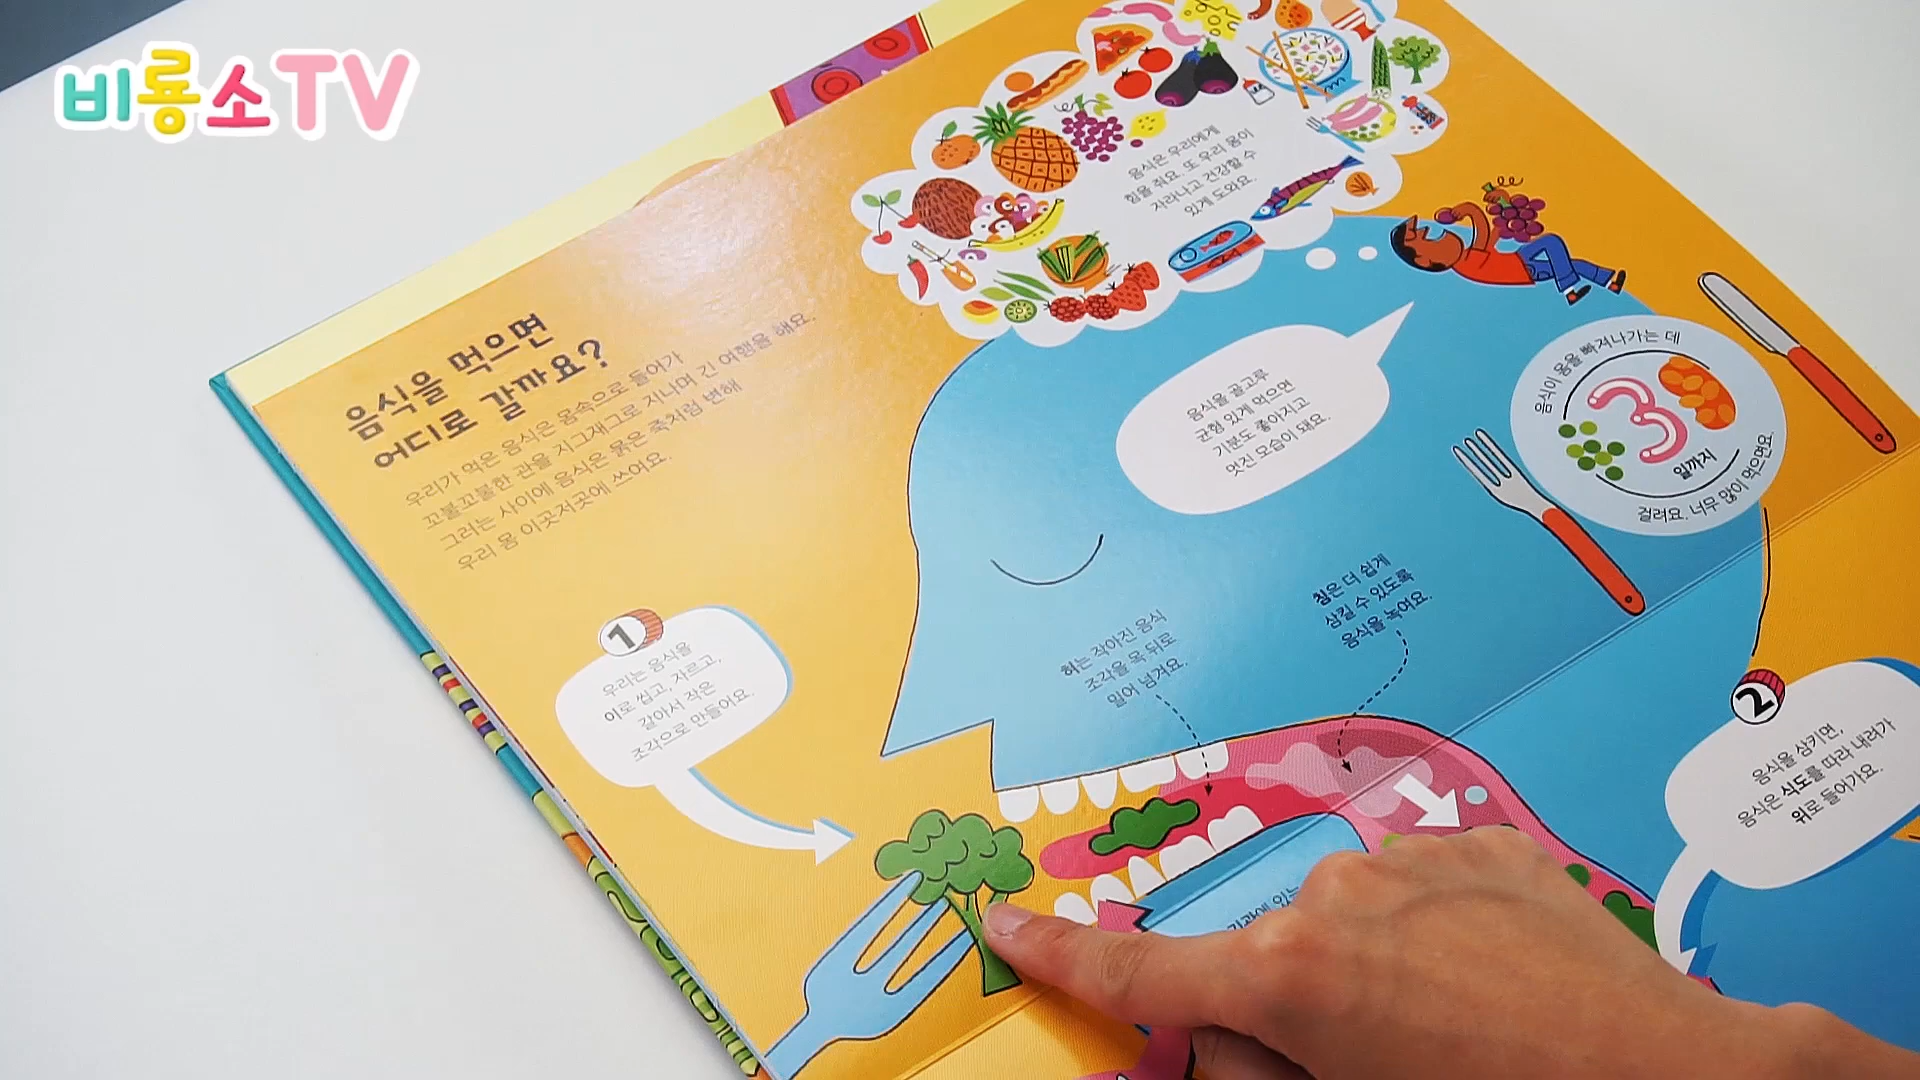 비룡소TV
음식은 우리에게
힘을 줘요. 또 우리 몸이
자라나고 건강할 수
있게 도와요.
음식을 먹으면
어디로 갈까요?
우리가 먹은 음식은 몸속으로 들어가
꼬불꼬불한 관을 지그재그로 지나며 긴 여행을 해요.
그러는 사이에 음식은 묽은 죽처럼 변해
우리 몸 이곳저곳에 쓰여요.
음식을 골고루
균형 있게 먹으면
기분도 좋아지고
멋진 모습이 돼요.
음식이 몸을 빠져나가는 데
3
일까지
걸려요. 너무 많이 먹으면요.
1
우리는 음식을
이로 씹고, 자르고,
갈아서 작은
조각으로 만들어요.
혀는 작아진 음식
조각을 목 뒤로
밀어 넘겨요.
침은 더 쉽게
삼킬 수 있도록
음식을 녹여요.
2
음식을 삼키면,
음식은 식도를 따라 내려가
위로 들어가요.